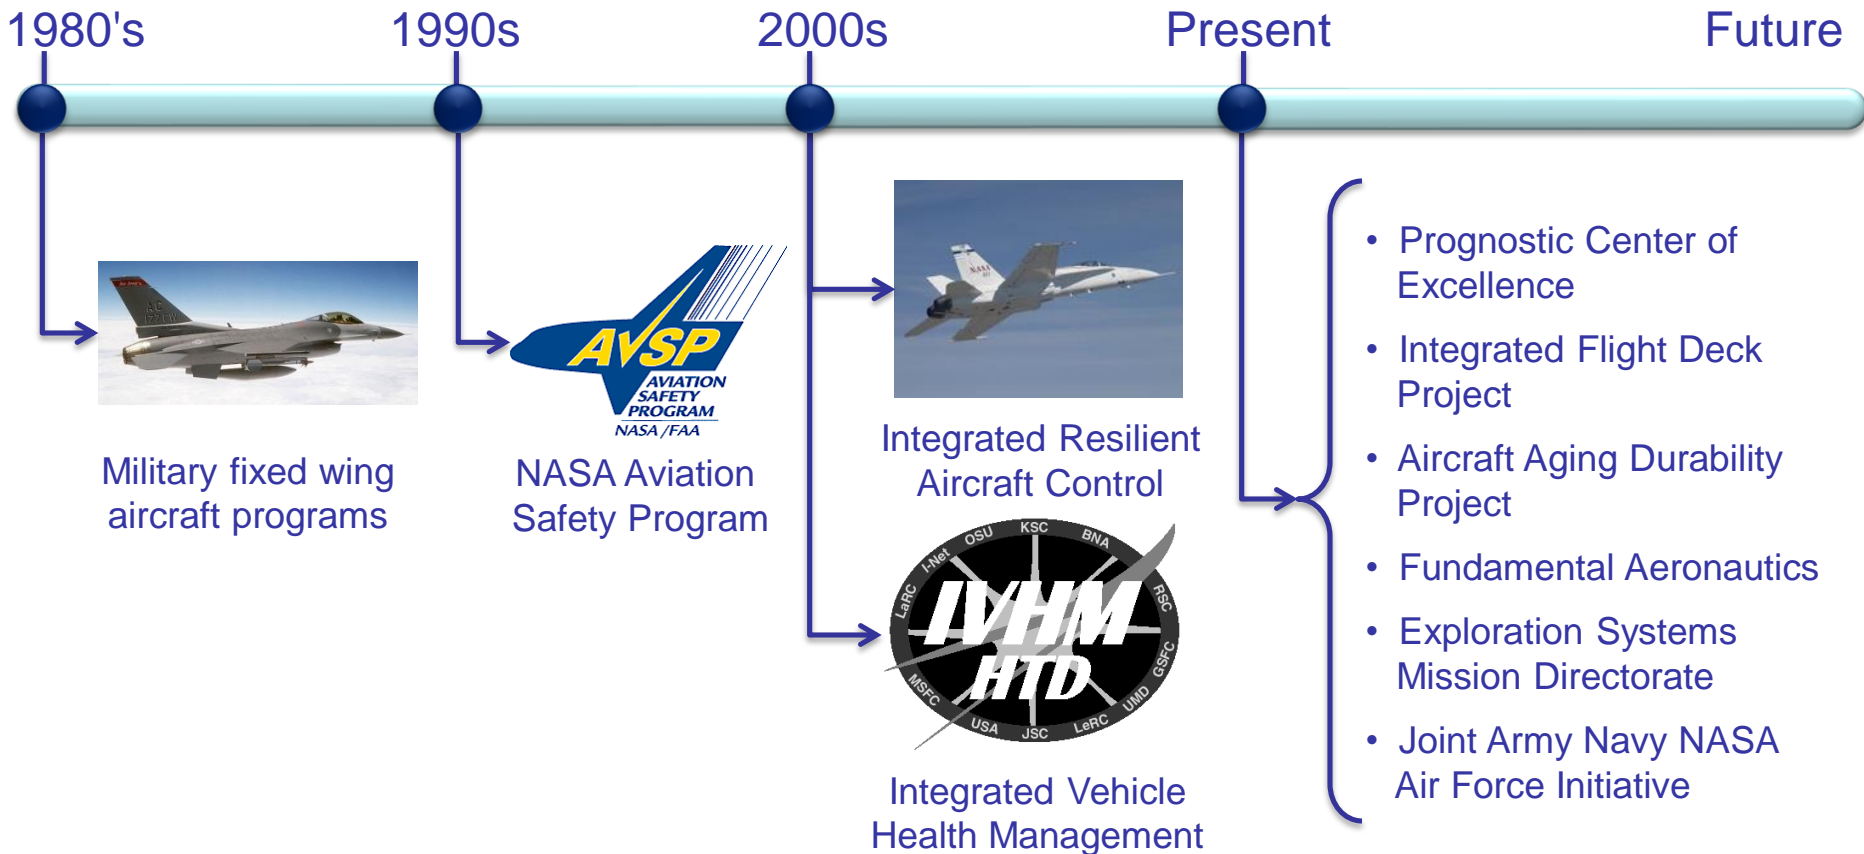 1980's
1990s
2000s
Present
Future
AC
177FW
Military fixed wing
aircraft programs
AVSP
AVIATION
SAFETY
PROGRAM
NASA/FAA
NASA Aviation
Safety Program
NASA
Integrated Resilient
Aircraft Control
LaRC I-Net OSU KSC BNA RSC GSFC UMD LeRC JSC USA MSFC
IVHM
HTD
Integrated Vehicle
Health Management
• Prognostic Center of
Excellence
• Integrated Flight Deck
Project
• Aircraft Aging Durability
Project
• Fundamental Aeronautics
• Exploration Systems
Mission Directorate
• Joint Army Navy NASA
Air Force Initiative